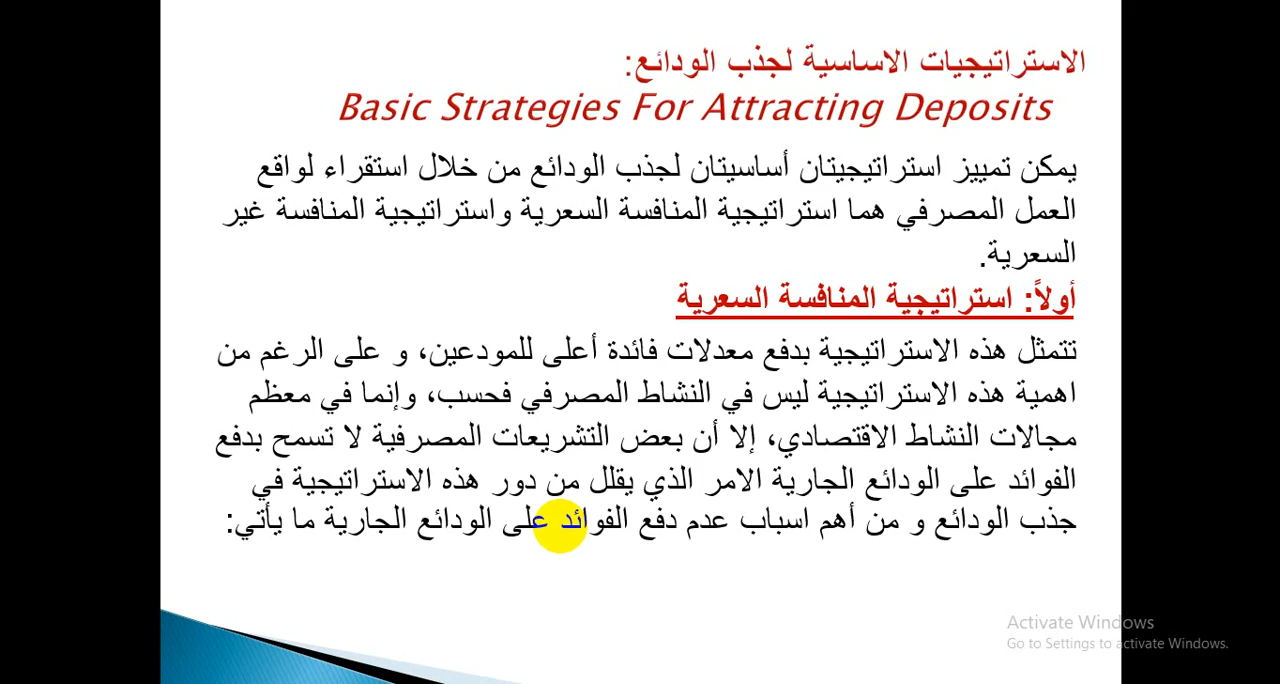 الاستراتيجيات الاساسية لجذب الودائع:
Basic Strategies For Attracting Deposits
يمكن تمييز استراتيجيتان أساسيتان لجذب الودائع من خلال استقراء لواقع
العمل المصرفي هما استراتيجية المنافسة السعرية واستراتيجية المنافسة غير
السعرية.
أولاً: استراتيجية المنافسة السعرية
تتمثل هذه الاستراتيجية بدفع معدلات فائدة أعلى للمودعين، و على الرغم من
اهمية هذه الاستراتيجية ليس في النشاط المصرفي فحسب، وإنما في معظم
مجالات النشاط الاقتصادي، إلا أن بعض التشريعات المصرفية لا تسمح بدفع
الفوائد على الودائع الجارية الامر الذي يقلل من دور هذه الاستراتيجية في
جذب الودائع و من أهم اسباب عدم دفع الفوائد على الودائع الجارية ما يأتي:
Activate Windows
Go to Settings to activate Windows.